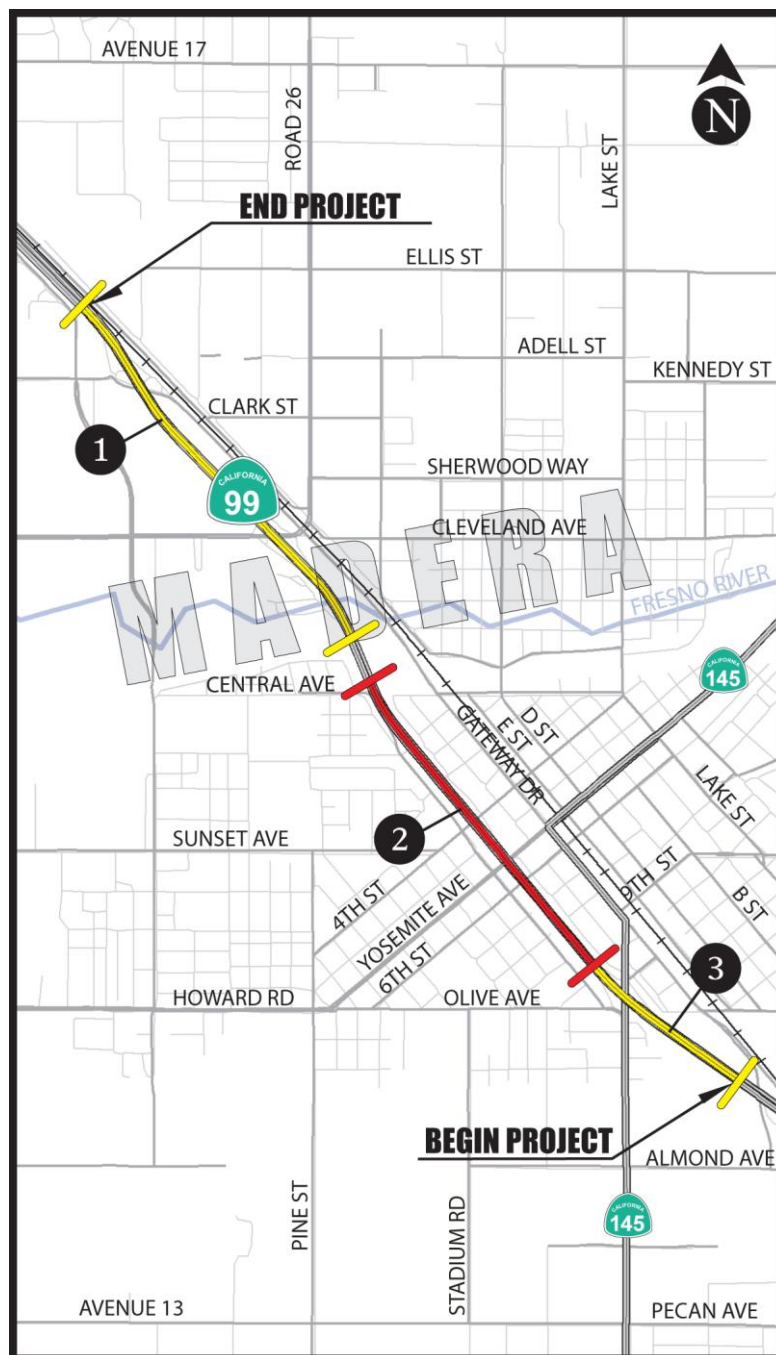 AVENUE 17
N
ROAD 26
LAKE ST
END PROJECT
ELLIS ST
ADELL ST
KENNEDY ST
CLARK ST
1
SHERWOOD WAY
CALIFORNIA
99
CLEVELAND AVE
MADERA
FRESNO RIVER
CENTRAL AVE
CALIFORNIA
145
D ST
E ST
GATEWAY DR
LAKE ST
2
SUNSET AVE
4TH ST
YOSEMITE AVE
6TH ST
9TH ST
B ST
3
HOWARD RD
OLIVE AVE
BEGIN PROJECT
ALMOND AVE
PINE ST
STADIUM RD
CALIFORNIA
145
AVENUE 13
PECAN AVE